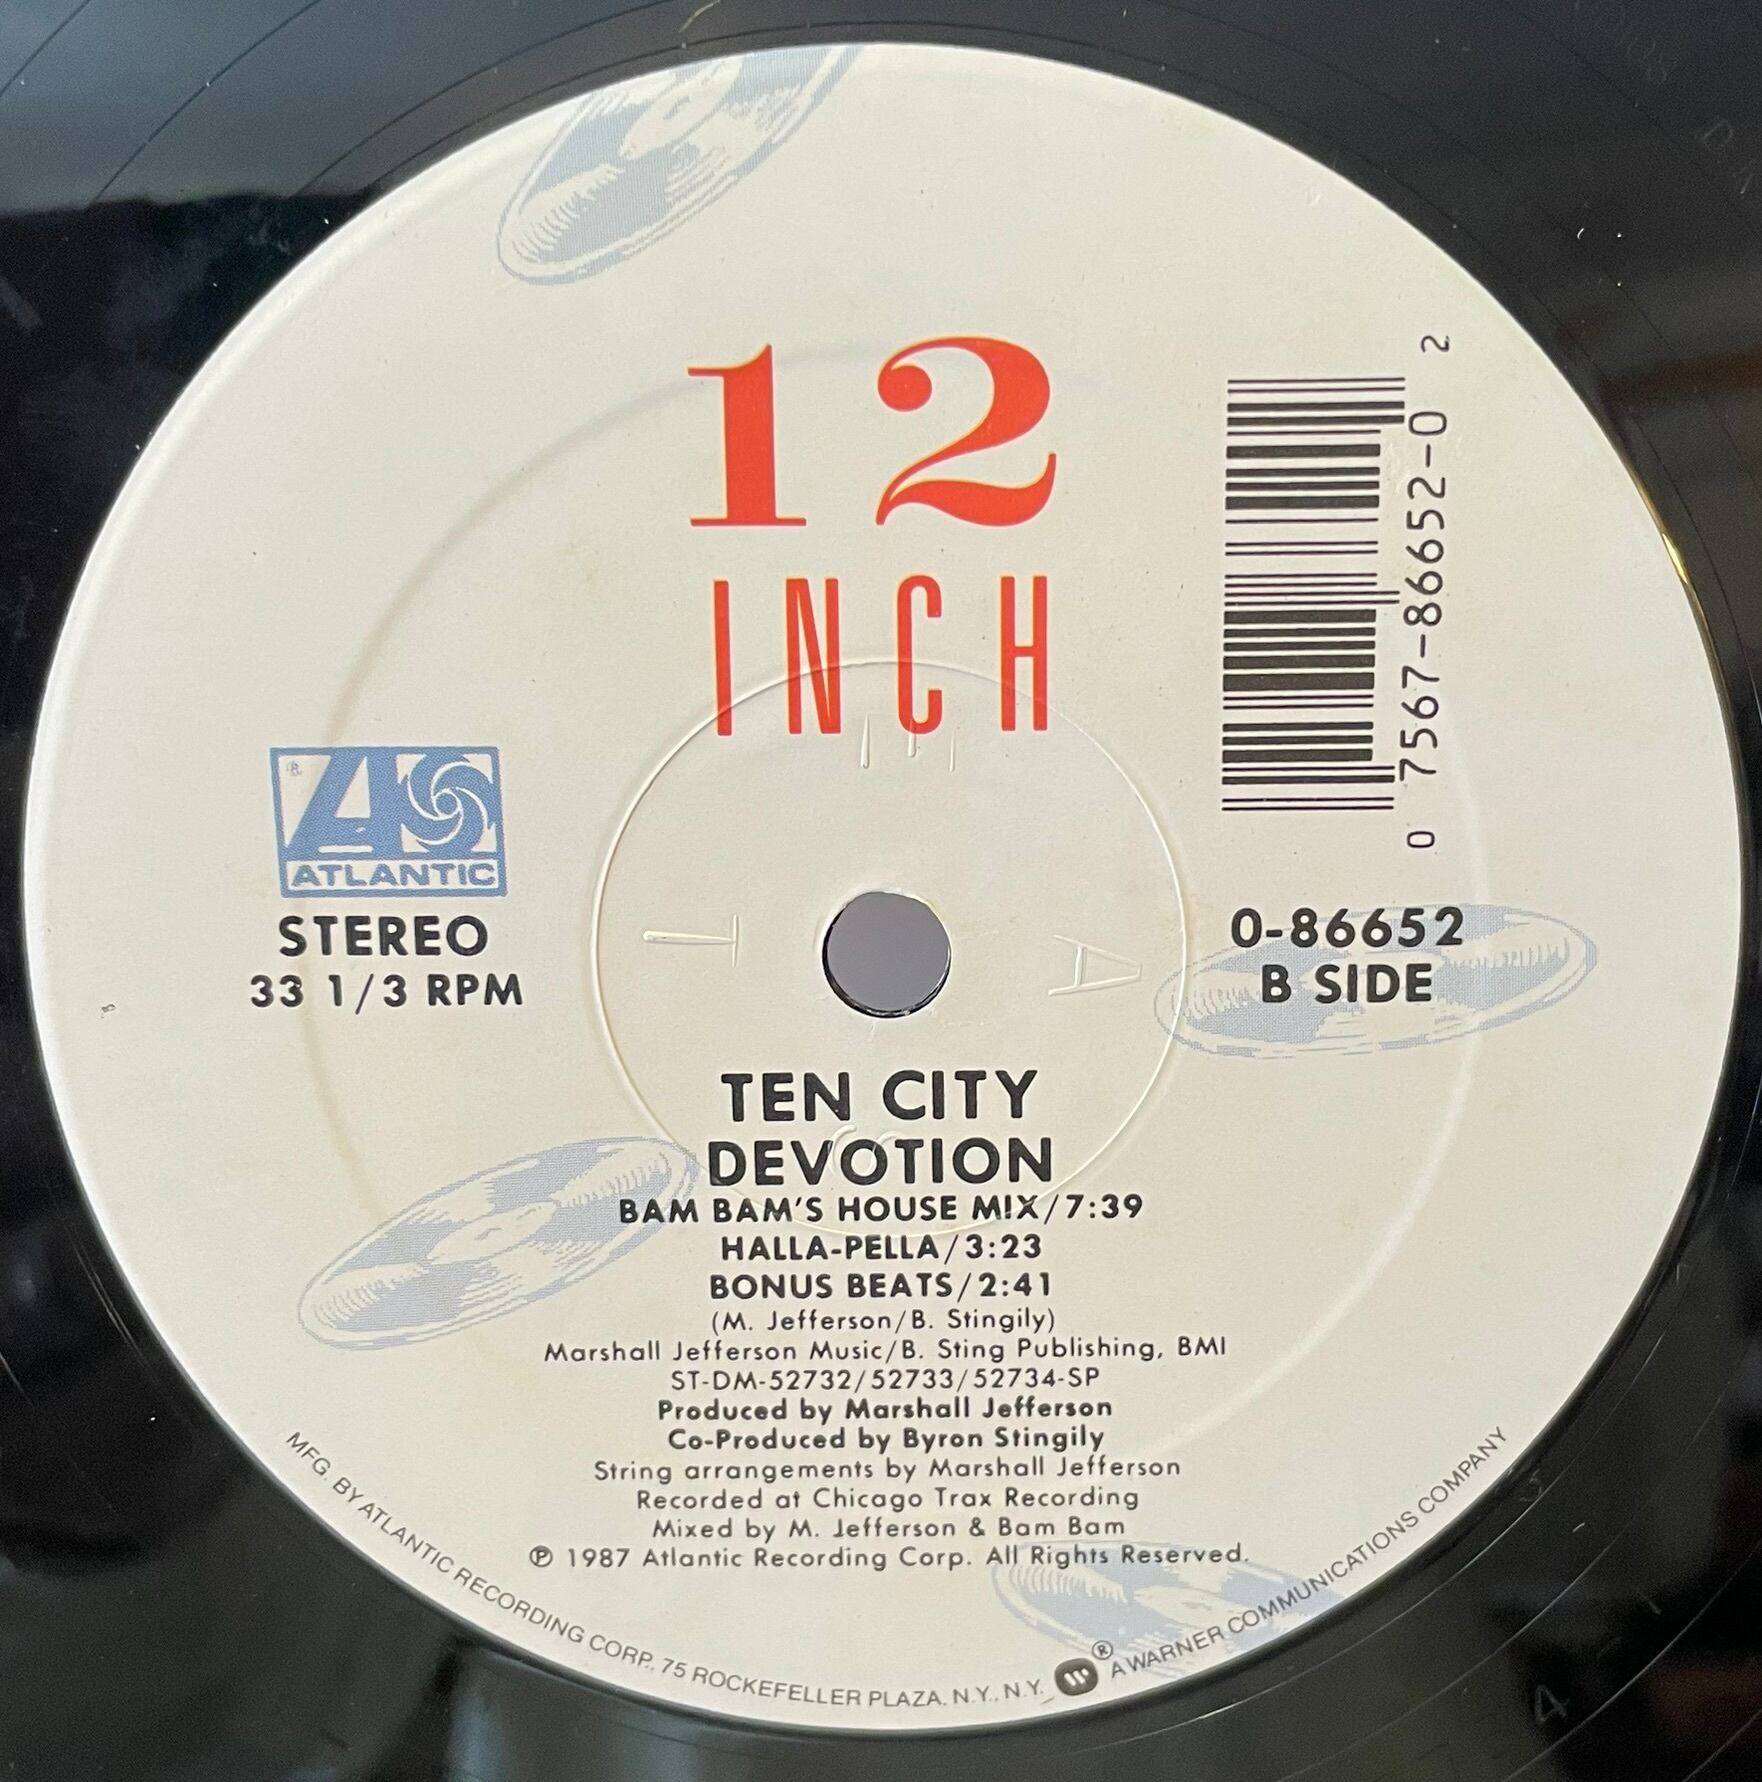 12
INCH
2
0
7567-86652-0
0
ATLANTIC
®
STEREO
33 1/3 RPM
0-86652
B SIDE
T
A
TEN CITY
DEVOTION
BAM BAM'S HOUSE MIX/7:39
HALLA-PELLA/3:23
BONUS BEATS/2:41
(M. Jefferson/B. Stingily)
Marshall Jefferson Music/B. Sting Publishing, BMI
ST-DM-52732/52733/52734-SP
Produced by Marshall Jefferson
Co-Produced by Byron Stingily
String arrangements by Marshall Jefferson
Recorded at Chicago Trax Recording
Mixed by M. Jefferson & Bam Bam
℗ 1987 Atlantic Recording Corp. All Rights Reserved.
MFG. BY ATLANTIC RECORDING CORP., 75 ROCKEFELLER PLAZA, N.Y., N.Y. ® A WARNER COMMUNICATIONS COMPANY